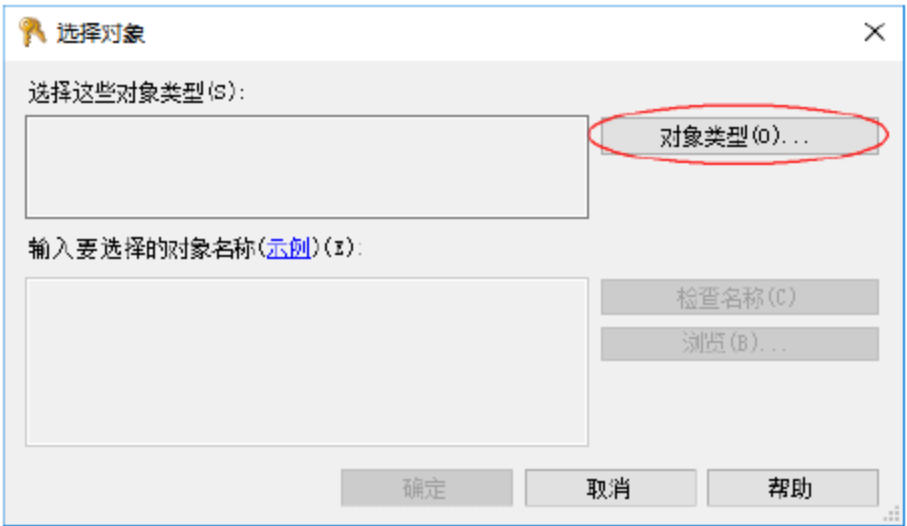 选择对象
选择这些对象类型(S):
对象类型(O)...
输入要选择的对象名称(示例)(E):
检查名称(C)
浏览(B)...
确定
取消
帮助